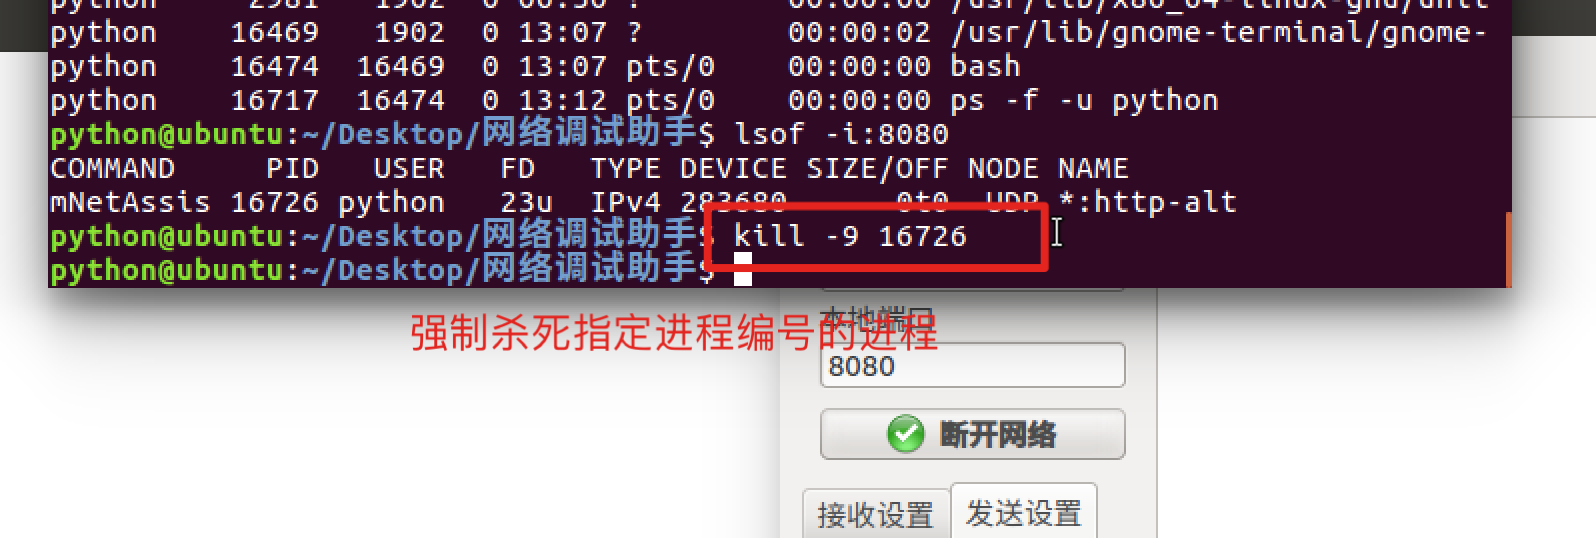 python 2981 1902 0 06:50 ? 00:00:00 /usr/lib/x86_64-linux-gnu/unit
python 16469 1902 0 13:07 ? 00:00:02 /usr/lib/gnome-terminal/gnome-
python 16474 16469 0 13:07 pts/0 00:00:00 bash
python 16717 16474 0 13:12 pts/0 00:00:00 ps -f -u python
python@ubuntu:~/Desktop/网络调试助手$ lsof -i:8080
COMMAND PID USER FD TYPE DEVICE SIZE/OFF NODE NAME
mNetAssis 16726 python 23u IPv4 283680 0t0 UDP *:http-alt
python@ubuntu:~/Desktop/网络调试助手$ kill -9 16726
python@ubuntu:~/Desktop/网络调试助手$
强制杀死指定进程编号的进程
本地端口
8080
断开网络
接收设置 发送设置